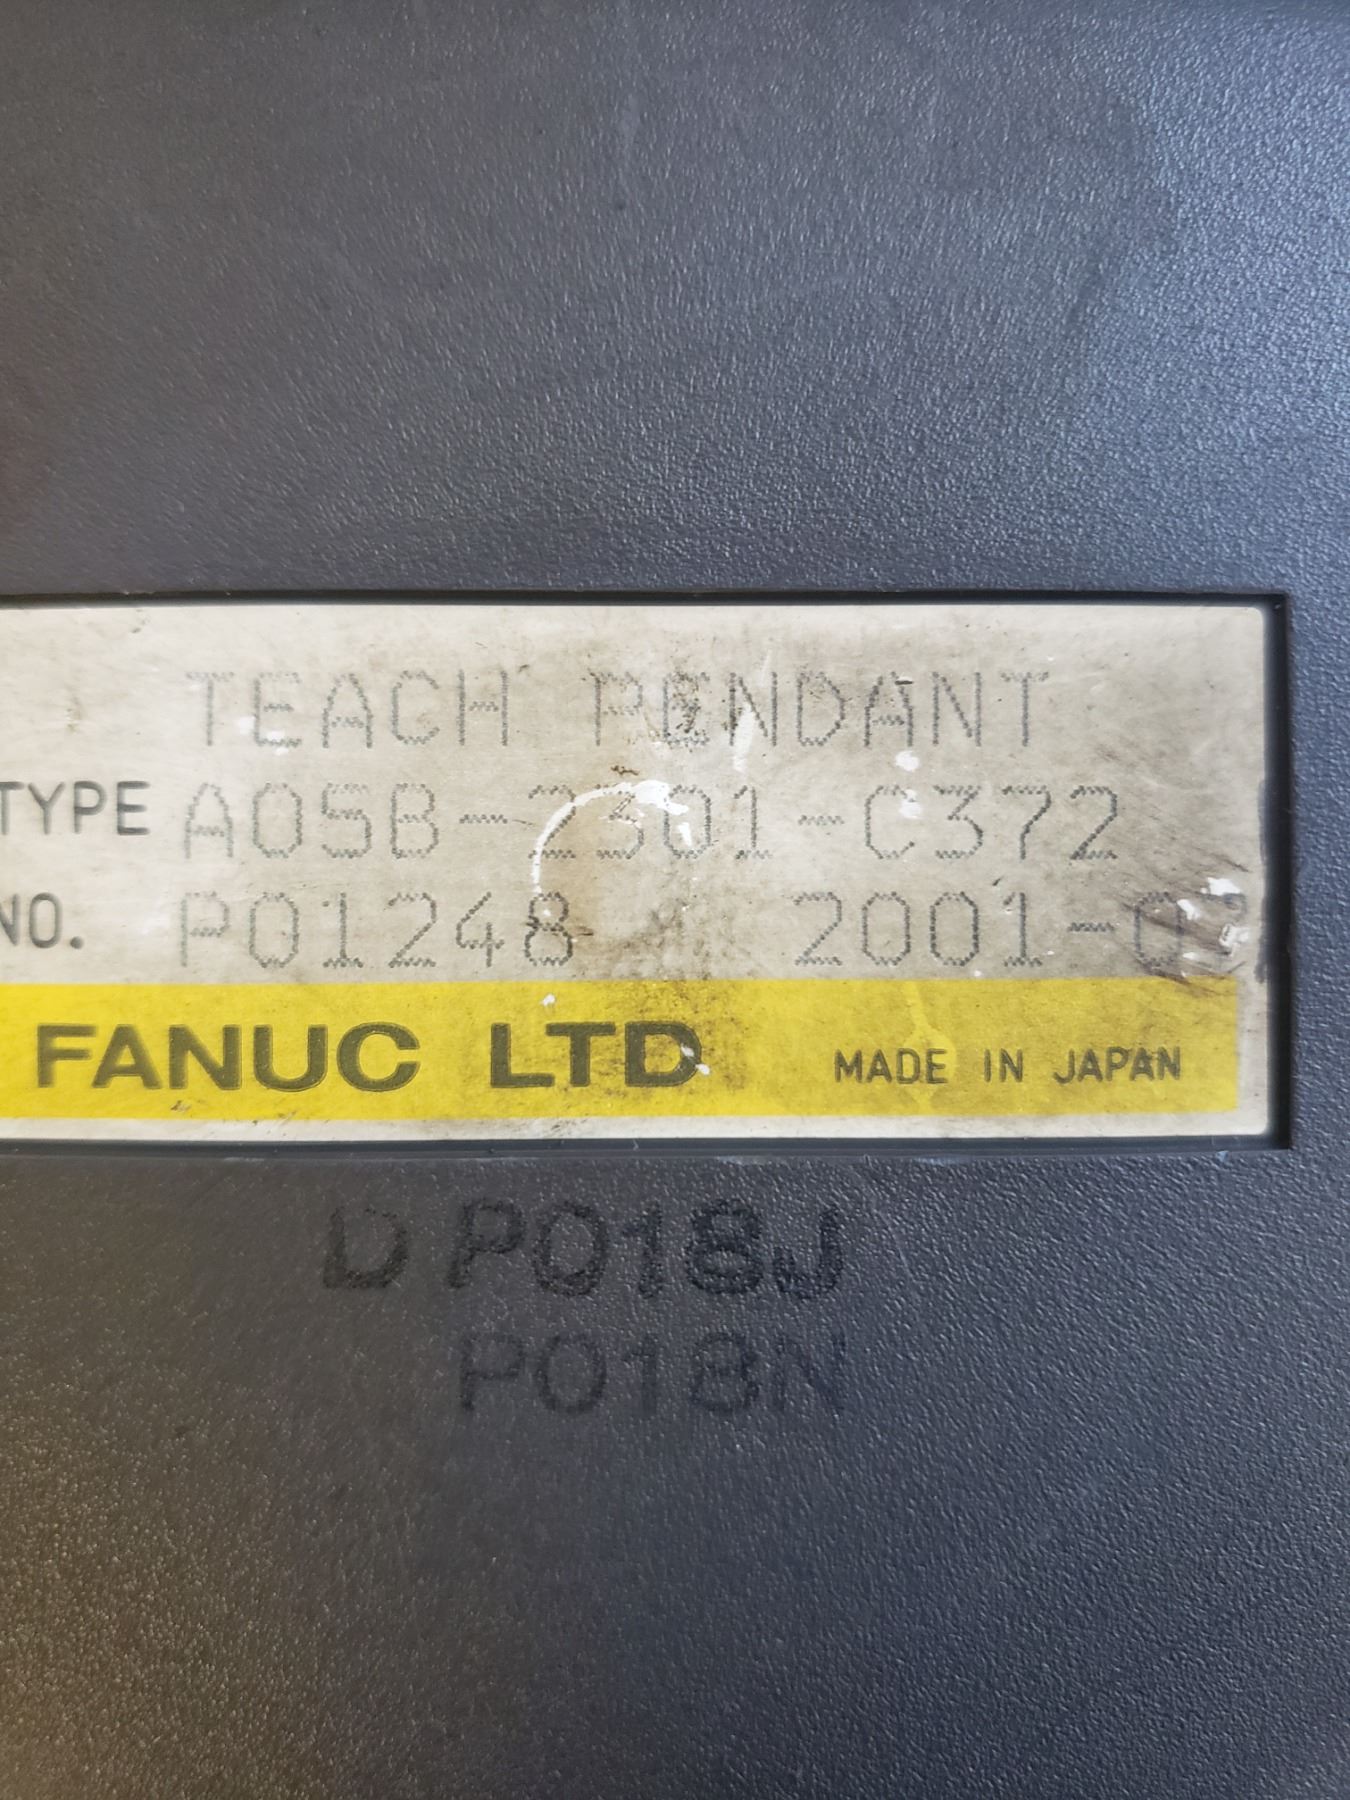 TEACH PENDANT
TYPE A05B-2301-C372
NO. P01248 2001-0
FANUC LTD MADE IN JAPAN
D P018J
P018N